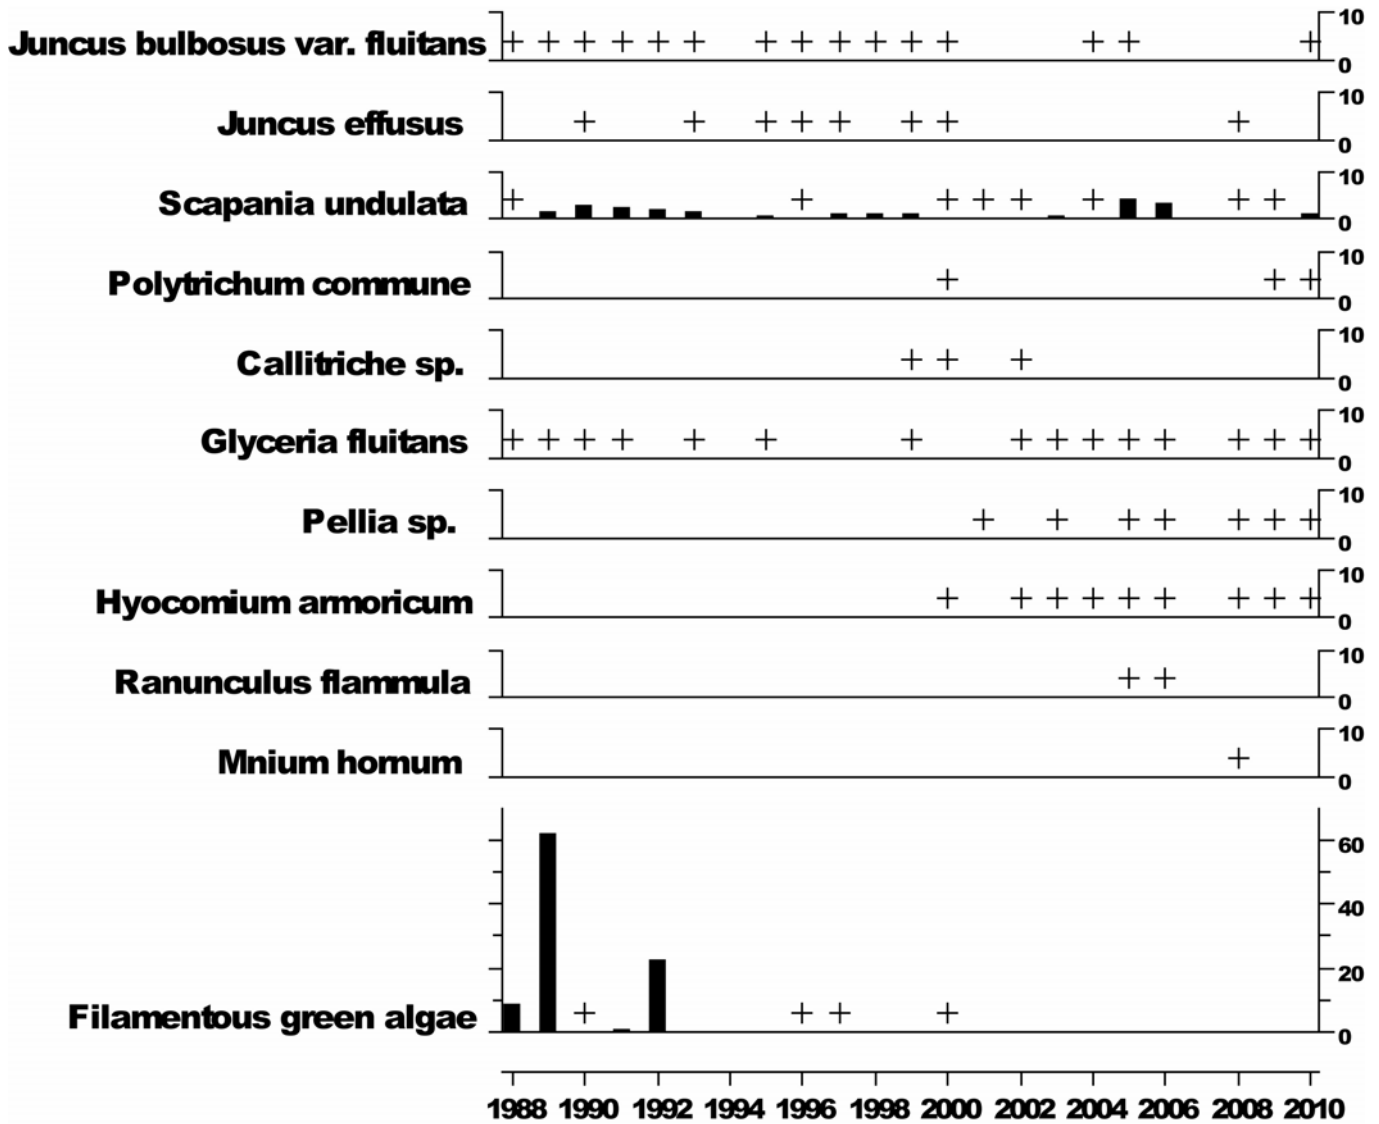 10
Juncus bulbosus var. fluitans
0
10
Juncus effusus
0
10
Scapania undulata
0
10
Polytrichum commune
0
10
Callitriche sp.
0
10
Glyceria fluitans
0
10
Pellia sp.
0
10
Hyocomium armoricum
0
10
Ranunculus flammula
0
10
Mnium hornum
0
60
40
20
Filamentous green algae
0
1988 1990 1992 1994 1996 1998 2000 2002 2004 2006 2008 2010